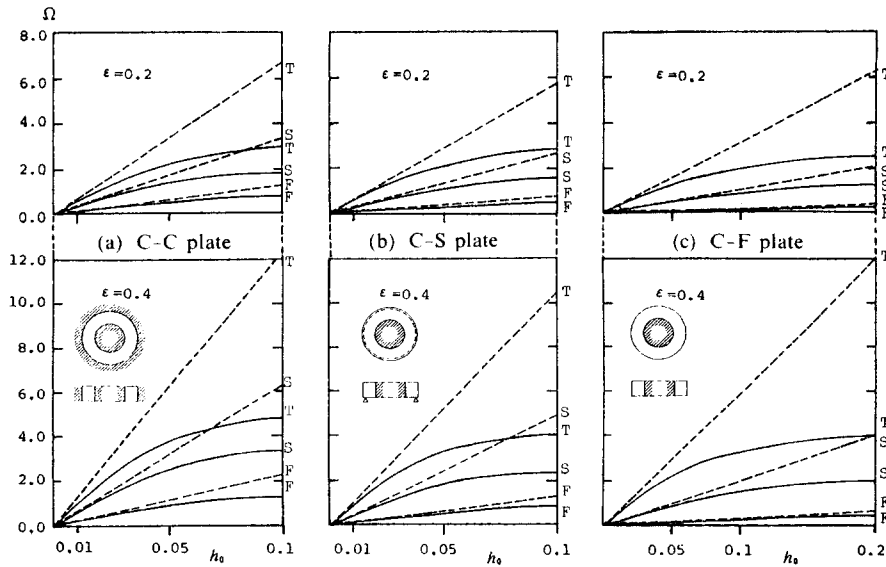 Ω
8.0
6.0
4.0
2.0
0.0
ε=0.2
T
S
T
S
F
F
ε=0.2
T
T
S
S
F
F
ε=0.2
T
T
S
S
(a) C-C plate
(b) C-S plate
(c) C-F plate
12.0
10.0
8.0
6.0
4.0
2.0
0.0
ε=0.4
T
S
T
S
F
F
ε=0.4
T
S
T
S
F
F
ε=0.4
T
T
S
S
F
F
0.01
0.05
0.1
h₀
0.01
0.05
0.1
h₀
0.05
0.1
0.2
h₀